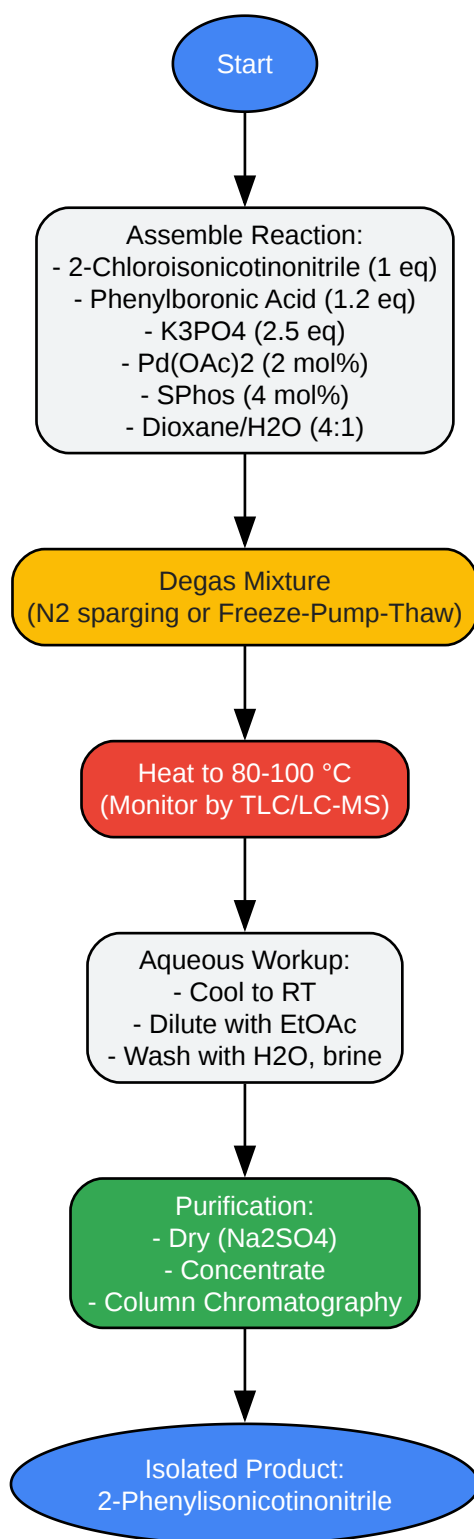 Start
Assemble Reaction:
- 2-Chloroisonicotinonitrile (1 eq)
- Phenylboronic Acid (1.2 eq)
- K3PO4 (2.5 eq)
- Pd(OAc)2 (2 mol%)
- SPhos (4 mol%)
- Dioxane/H2O (4:1)
Degas Mixture
(N2 sparging or Freeze-Pump-Thaw)
Heat to 80-100 °C
(Monitor by TLC/LC-MS)
Aqueous Workup:
- Cool to RT
- Dilute with EtOAc
- Wash with H2O, brine
Purification:
- Dry (Na2SO4)
- Concentrate
- Column Chromatography
Isolated Product:
2-Phenylisonicotinonitrile